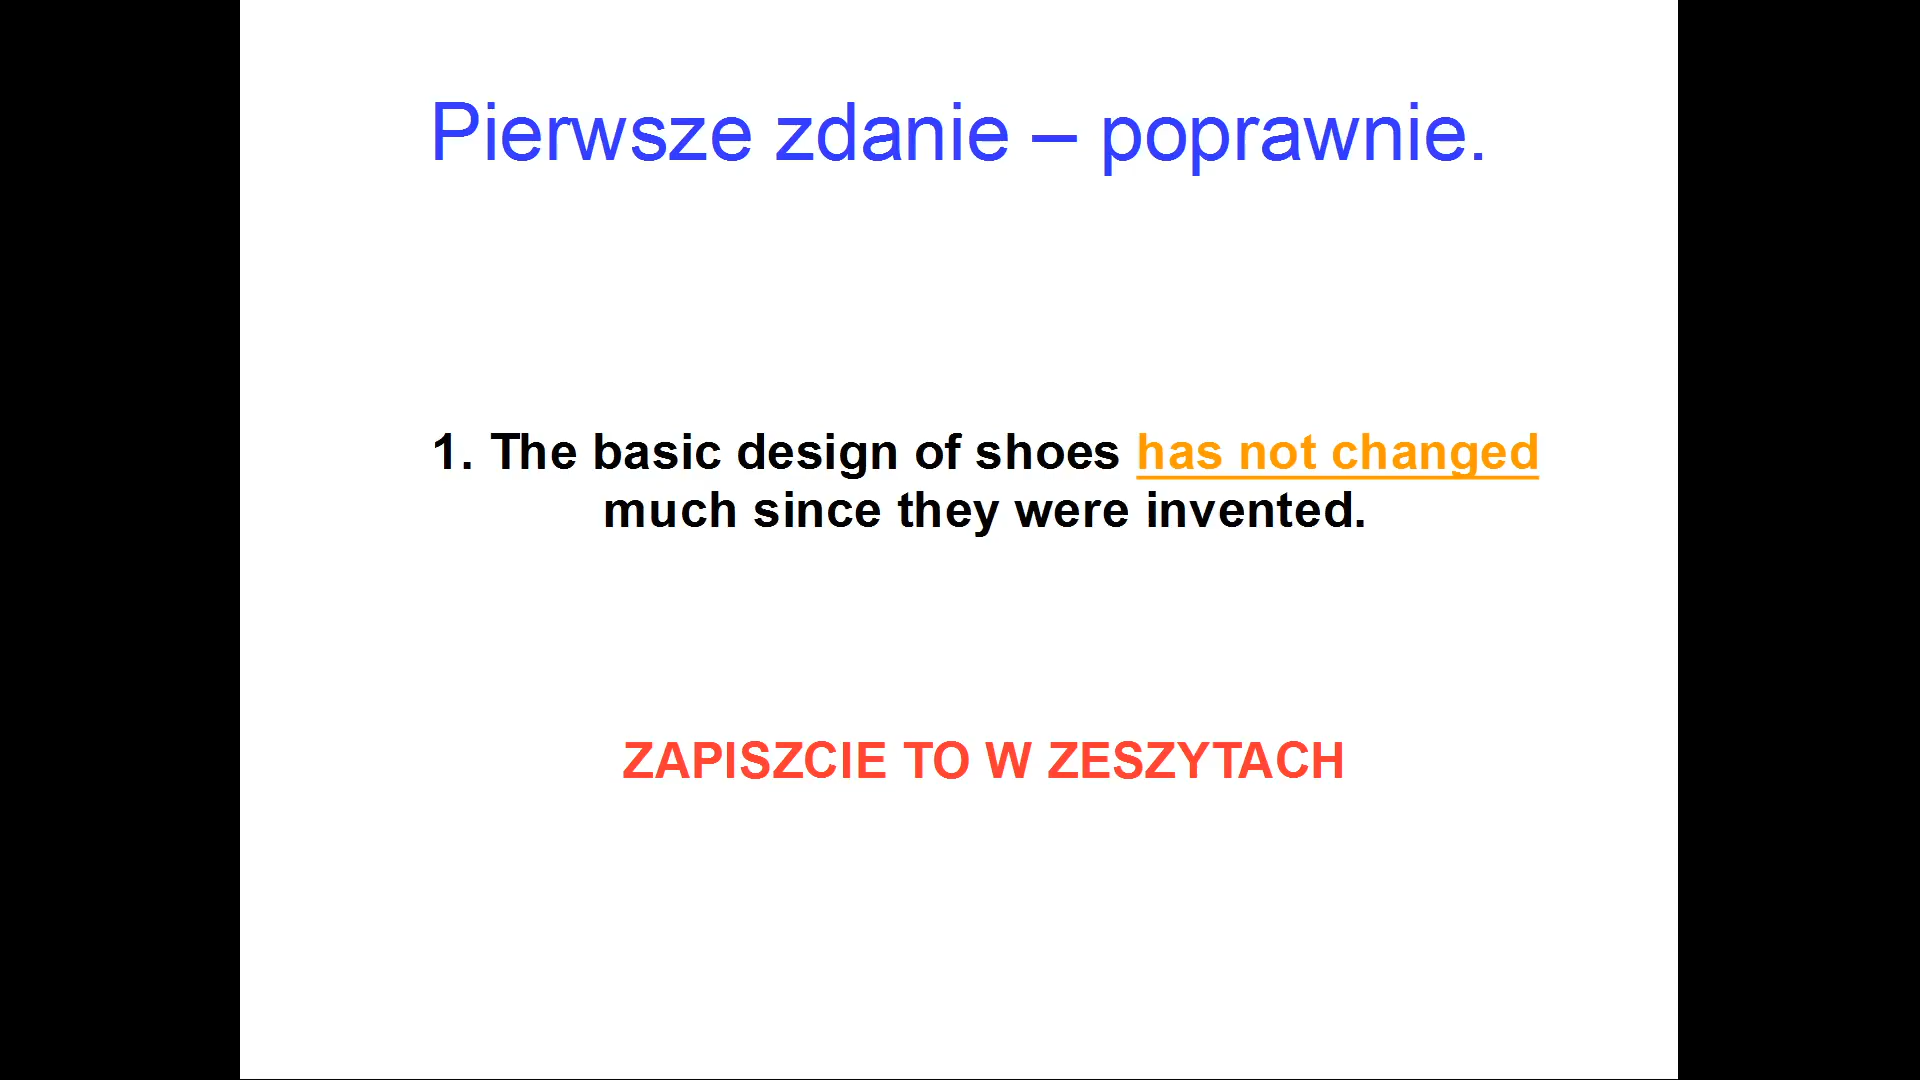 Pierwsze zdanie – poprawnie.
1. The basic design of shoes has not changed
much since they were invented.
ZAPISZCIE TO W ZESZYTACH